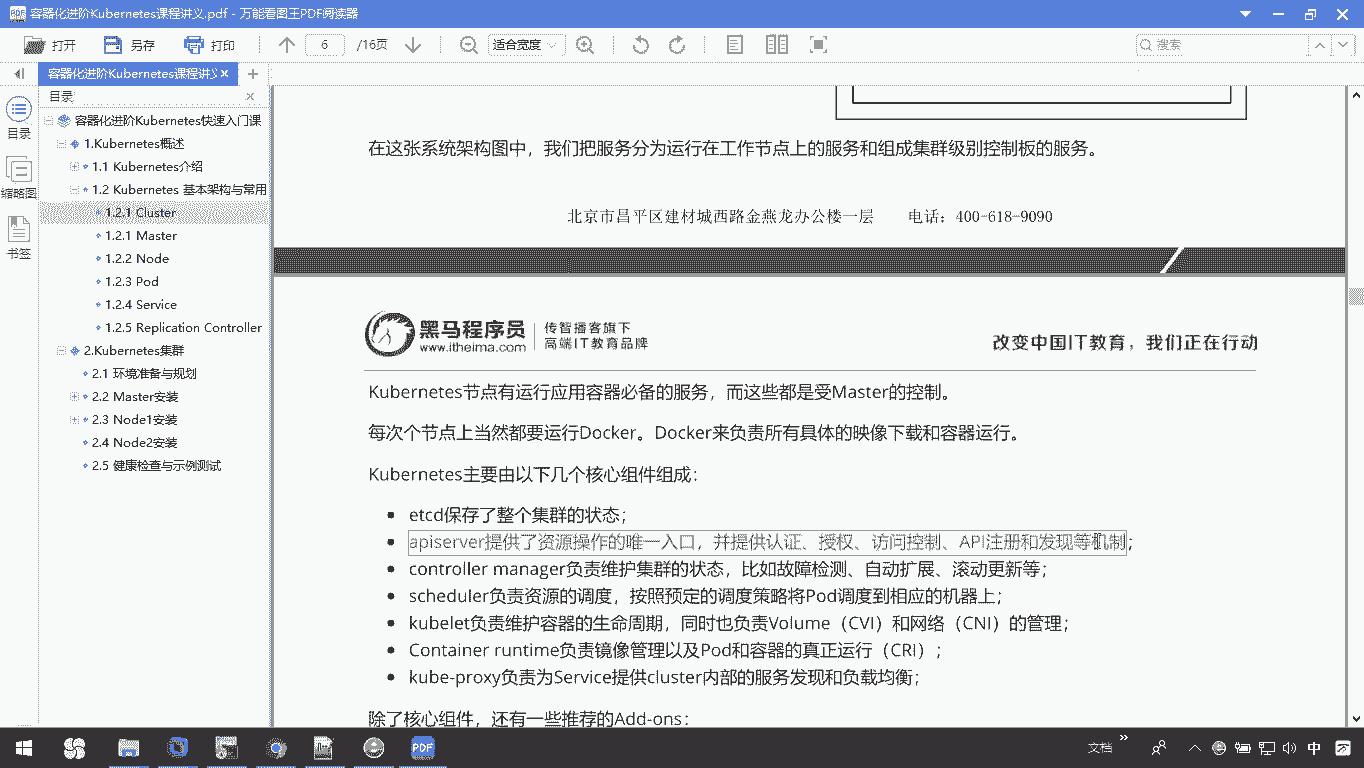 容器化进阶Kubernetes课程讲义.pdf - 万能看图王PDF阅读器
打开 另存 打印 6 /16页 适合宽度 搜索
容器化进阶Kubernetes课程讲义
目录
目录
缩略图
书签
容器化进阶Kubernetes快速入门课
1.Kubernetes概述
1.1 Kubernetes介绍
1.2 Kubernetes 基本架构与常用
1.2.1 Cluster
1.2.1 Master
1.2.2 Node
1.2.3 Pod
1.2.4 Service
1.2.5 Replication Controller
2.Kubernetes集群
2.1 环境准备与规划
2.2 Master安装
2.3 Node1安装
2.4 Node2安装
2.5 健康检查与示例测试
在这张系统架构图中，我们把服务分为运行在工作节点上的服务和组成集群级别控制板的服务。
北京市昌平区建材城西路金燕龙办公楼一层 电话：400-618-9090
黑马程序员
www.itheima.com
传智播客旗下
高端IT教育品牌
改变中国IT教育，我们正在行动
Kubernetes节点有运行应用容器必备的服务，而这些都是受Master的控制。
每次个节点上当然都要运行Docker。Docker来负责所有具体的映像下载和容器运行。
Kubernetes主要由以下几个核心组件组成：
etcd保存了整个集群的状态；
apiserver提供了资源操作的唯一入口，并提供认证、授权、访问控制、API注册和发现等机制；
controller manager负责维护集群的状态，比如故障检测、自动扩展、滚动更新等；
scheduler负责资源的调度，按照预定的调度策略将Pod调度到相应的机器上；
kubelet负责维护容器的生命周期，同时也负责Volume（CVI）和网络（CNI）的管理；
Container runtime负责镜像管理以及Pod和容器的真正运行（CRI）；
kube-proxy负责为Service提供cluster内部的服务发现和负载均衡；
除了核心组件，还有一些推荐的Add-ons：
PDF 文档 中